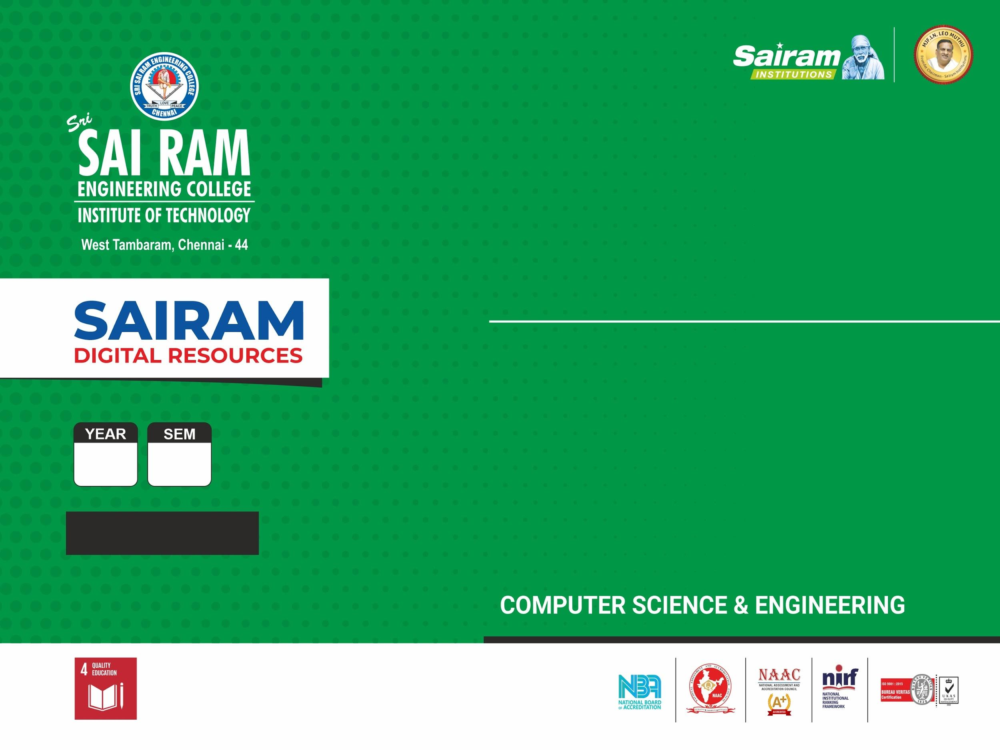 SRI SAI RAM ENGINEERING COLLEGE
TRUTH LOVE PEACE
CHENNAI
Sri
SAI RAM
ENGINEERING COLLEGE
INSTITUTE OF TECHNOLOGY
West Tambaram, Chennai - 44
Sairam
INSTITUTIONS
MJF.LN. LEO MUTHU
Founder Chairman - Sairam Institutions
SAIRAM
DIGITAL RESOURCES
YEAR
SEM
COMPUTER SCIENCE & ENGINEERING
4 QUALITY
EDUCATION
NBA
NATIONAL BOARD
OF ACCREDITATION
NATIONAL ASSESSMENT AND ACCREDITATION COUNCIL
Q
NAAC
NAAC
NATIONAL ASSESSMENT AND
ACCREDITATION COUNCIL
A+
ACCREDITED
nirf
NATIONAL
INSTITUTIONAL
RANKING
FRAMEWORK
ISO 9001 : 2015
BUREAU VERITAS
Certification
BUREAU VERITAS
1828
UKAS
QUALITY
MANAGEMENT
008